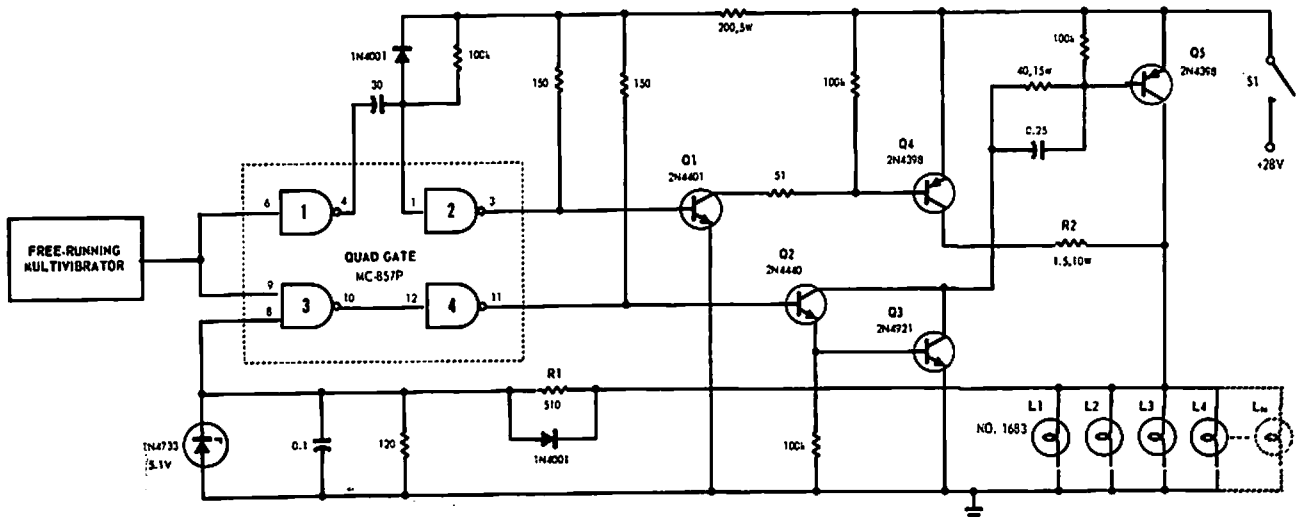 200,5W
1N4001
100k
30
150
150
100k
100k
40,15w
Q5
2N4398
S1
0.25
+28V
Q1
2N4401
51
Q4
2N4398
6
1
4
1
2
3
FREE-RUNNING
MULTIVIBRATOR
QUAD GATE
MC-857P
R2
1.5,10W
9
8
3
10
12
4
11
Q2
2N4440
Q3
2N4921
R1
510
1N4001
1N4733
5.1V
0.1
120
100k
NO. 1683
L1
L2
L3
L4